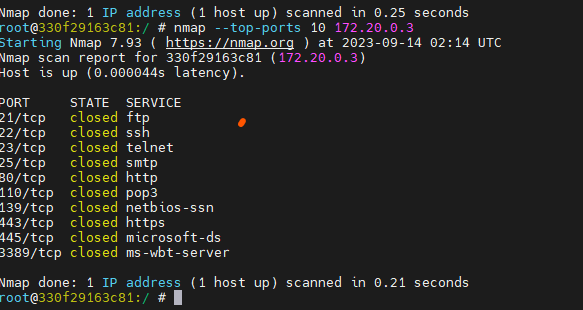 Nmap done: 1 IP address (1 host up) scanned in 0.25 seconds
root@330f29163c81:/ # nmap --top-ports 10 172.20.0.3
Starting Nmap 7.93 ( https://nmap.org ) at 2023-09-14 02:14 UTC
Nmap scan report for 330f29163c81 (172.20.0.3)
Host is up (0.000044s latency).
PORT     STATE  SERVICE
21/tcp   closed ftp
22/tcp   closed ssh
23/tcp   closed telnet
25/tcp   closed smtp
80/tcp   closed http
110/tcp  closed pop3
139/tcp  closed netbios-ssn
443/tcp  closed https
445/tcp  closed microsoft-ds
3389/tcp closed ms-wbt-server
Nmap done: 1 IP address (1 host up) scanned in 0.21 seconds
root@330f29163c81:/ #